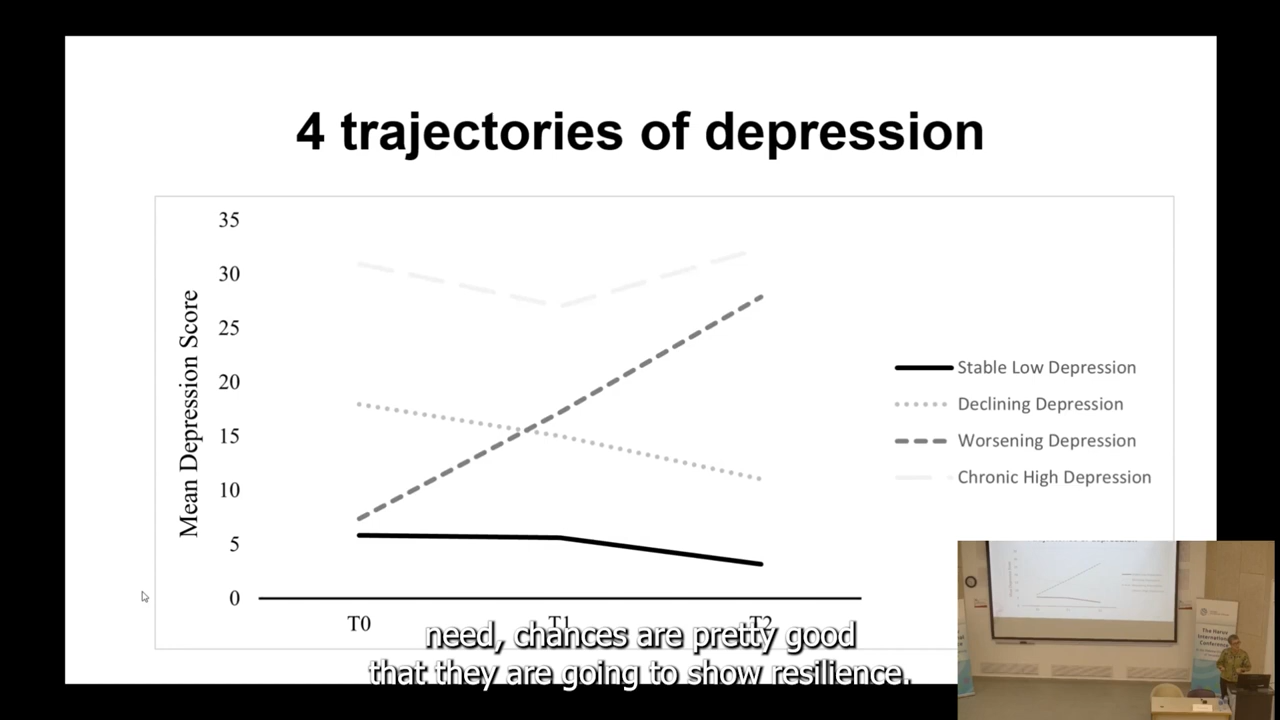 4 trajectories of depression
Mean Depression Score
35
30
25
20
15
10
5
0
T0
T1
T2
Stable Low Depression
Declining Depression
Worsening Depression
Chronic High Depression
need, chances are pretty good
that they are going to show resilience.
International
Conference